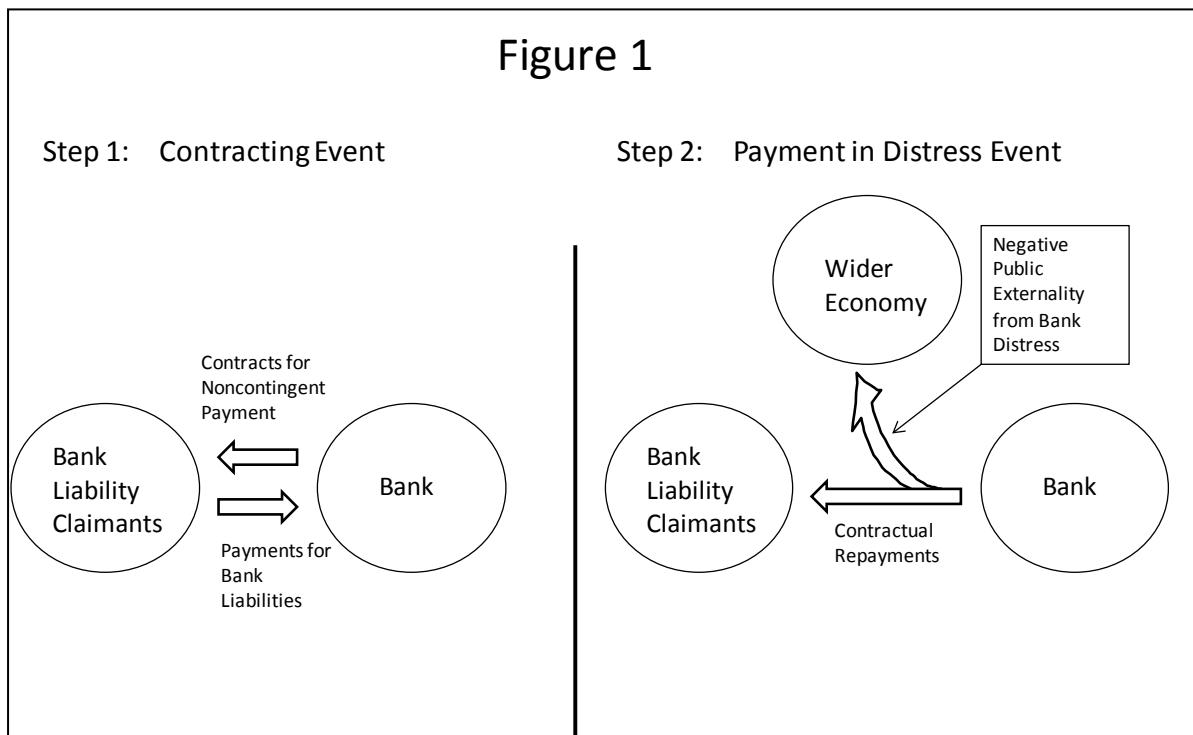 Figure 1
Step 1: Contracting Event
Contracts for
Noncontingent
Payment
Bank
Liability
Claimants
Bank
Payments for
Bank
Liabilities
Step 2: Payment in Distress Event
Wider
Economy
Negative
Public
Externality
from Bank
Distress
Bank
Liability
Claimants
Bank
Contractual
Repayments